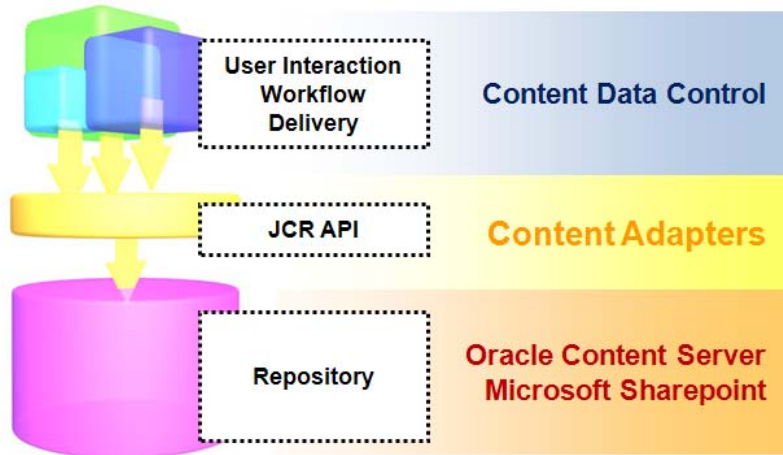 User Interaction
Workflow
Delivery
Content Data Control
JCR API
Content Adapters
Repository
Oracle Content Server
Microsoft Sharepoint